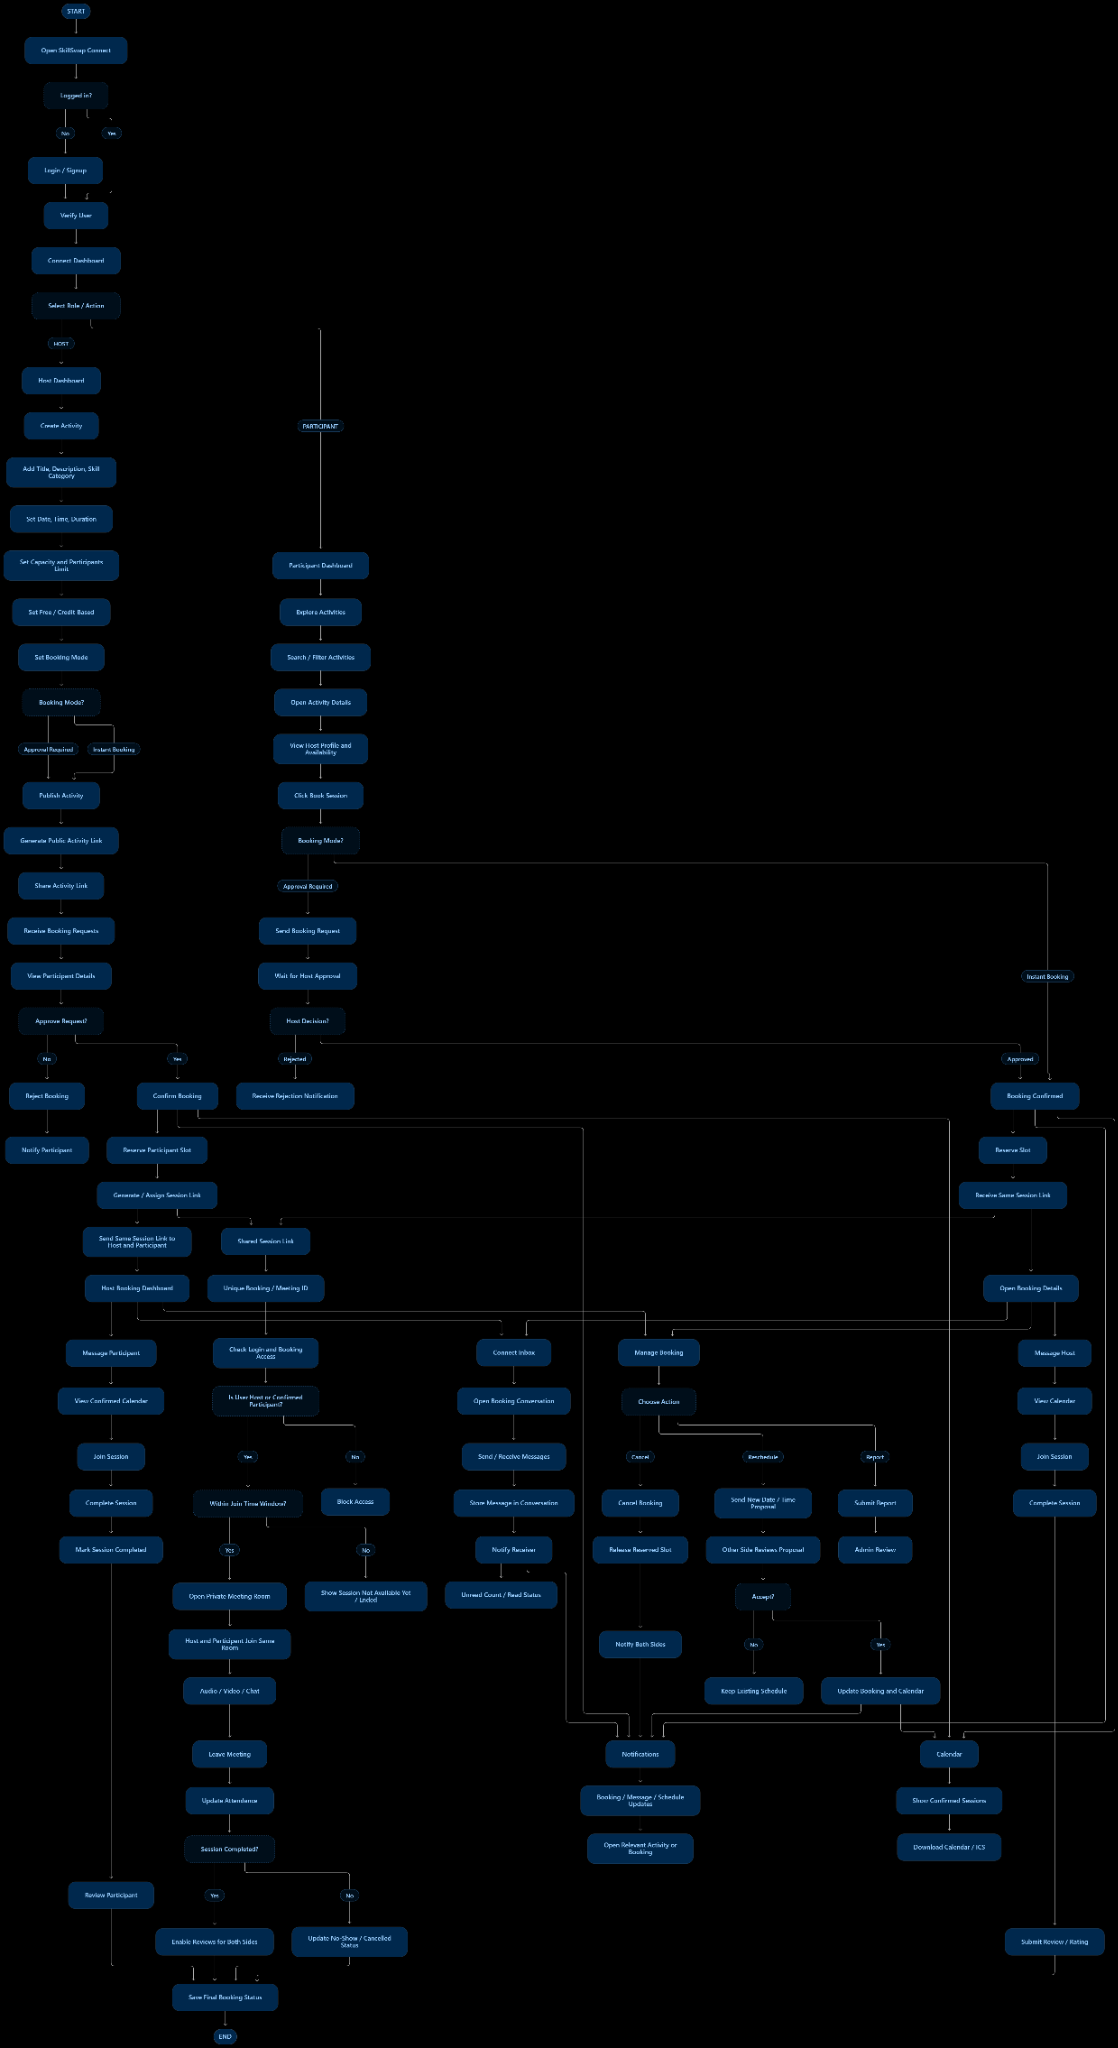 START
Open SkillSwap Connect
Logged in?
No
Yes
Login / Signup
Verify User
Connect Dashboard
Select Role / Action
HOST
Host Dashboard
Create Activity
PARTICIPANT
Add Title, Description, Skill
Category
Set Date, Time, Duration
Set Capacity and Participants
Limit
Participant Dashboard
Set Free / Credit Based
Explore Activities
Set Booking Mode
Search / Filter Activities
Booking Mode?
Open Activity Details
Approval Required
Instant Booking
View Host Profile and
Availability
Publish Activity
Click Book Session
Generate Public Activity Link
Booking Mode?
Share Activity Link
Approval Required
Receive Booking Requests
Send Booking Request
View Participant Details
Wait for Host Approval
Instant Booking
Approve Request?
Host Decision?
No
Yes
Rejected
Approved
Reject Booking
Confirm Booking
Receive Rejection Notification
Booking Confirmed
Notify Participant
Reserve Participant Slot
Reserve Slot
Generate / Assign Session Link
Receive Same Session Link
Send Same Session Link to
Host and Participant
Shared Session Link
Host Booking Dashboard
Unique Booking / Meeting ID
Open Booking Details
Message Participant
Check Login and Booking
Access
Connect Inbox
Manage Booking
Message Host
View Confirmed Calendar
Is User Host or Confirmed
Participant?
Open Booking Conversation
Choose Action
View Calendar
Join Session
Yes
No
Send / Receive Messages
Cancel
Reschedule
Report
Join Session
Complete Session
Within Join Time Window?
Block Access
Store Message in Conversation
Cancel Booking
Send New Date / Time
Proposal
Submit Report
Complete Session
Mark Session Completed
Yes
No
Notify Receiver
Release Reserved Slot
Other Side Reviews Proposal
Admin Review
Open Private Meeting Room
Show Session Not Available Yet
/ Ended
Unread Count / Read Status
Accept?
Host and Participant Join Same
Room
Notify Both Sides
No
Yes
Audio / Video / Chat
Keep Existing Schedule
Update Booking and Calendar
Leave Meeting
Notifications
Calendar
Update Attendance
Booking / Message / Schedule
Updates
Show Confirmed Sessions
Session Completed?
Open Relevant Activity or
Booking
Download Calendar / ICS
Review Participant
Yes
No
Enable Reviews for Both Sides
Update No-Show / Cancelled
Status
Submit Review / Rating
Save Final Booking Status
END